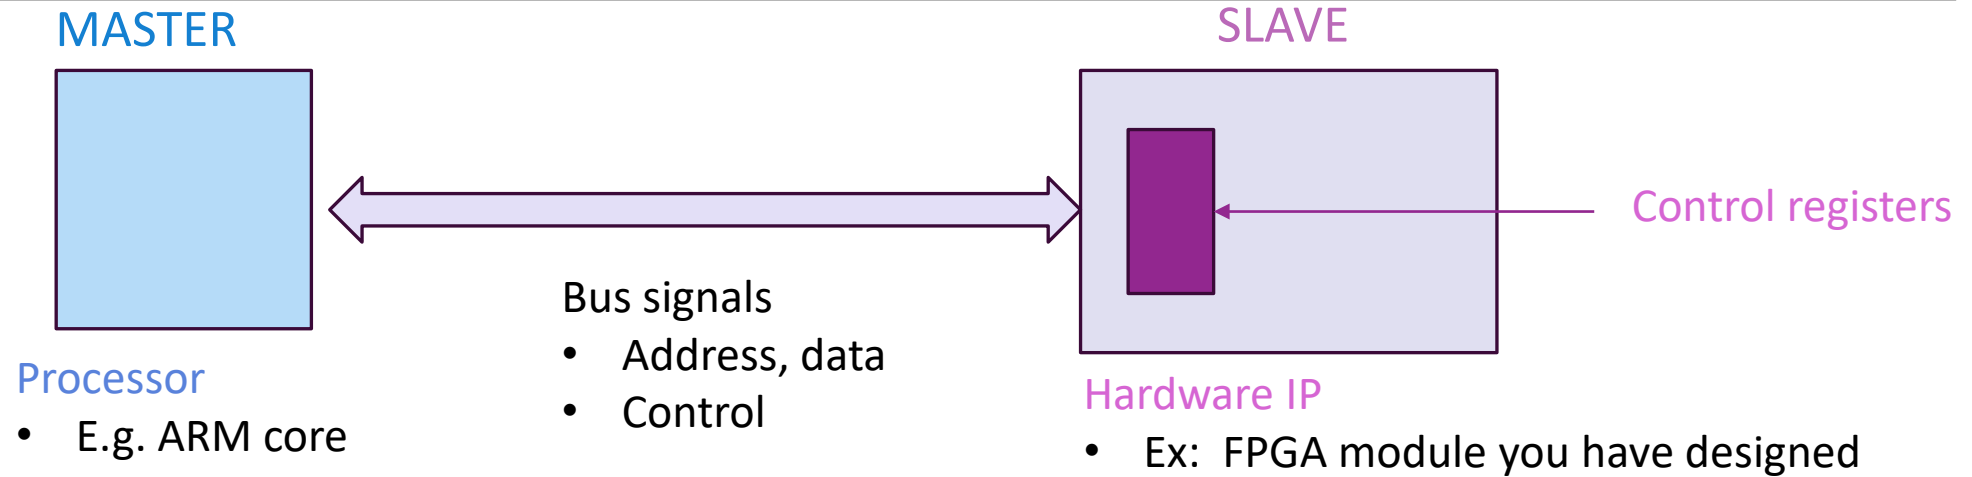 MASTER
SLAVE
Control registers
Bus signals
• Address, data
• Control
Processor
• E.g. ARM core
Hardware IP
• Ex: FPGA module you have designed